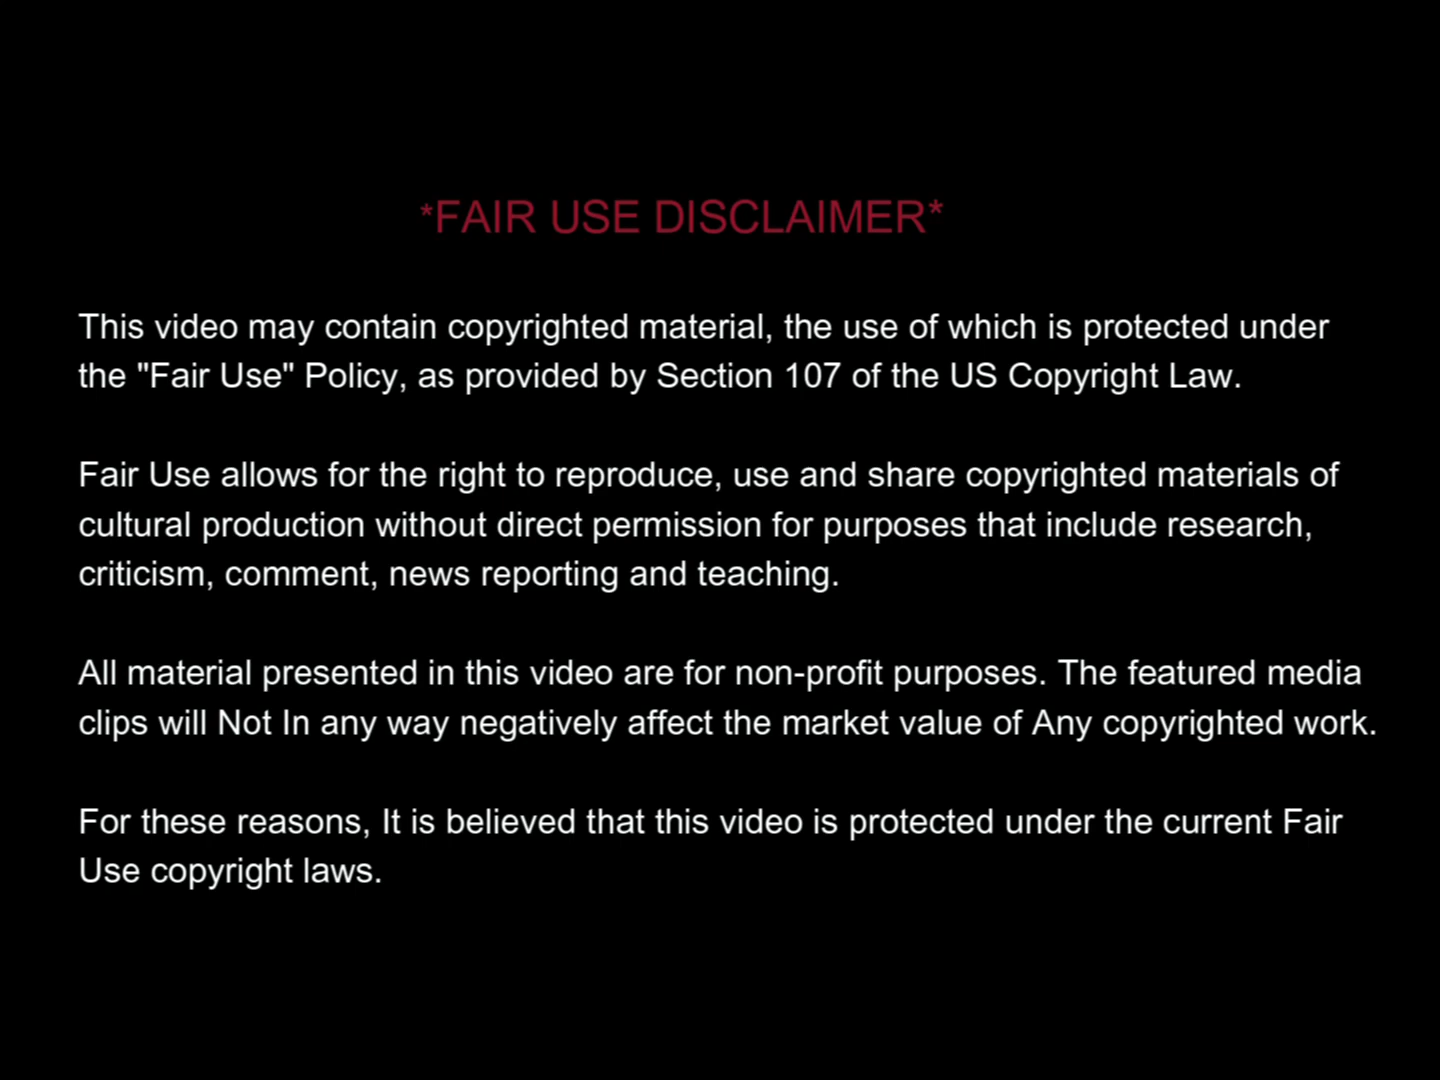 *FAIR USE DISCLAIMER*
This video may contain copyrighted material, the use of which is protected under
the "Fair Use" Policy, as provided by Section 107 of the US Copyright Law.
Fair Use allows for the right to reproduce, use and share copyrighted materials of
cultural production without direct permission for purposes that include research,
criticism, comment, news reporting and teaching.
All material presented in this video are for non-profit purposes. The featured media
clips will Not In any way negatively affect the market value of Any copyrighted work.
For these reasons, It is believed that this video is protected under the current Fair
Use copyright laws.